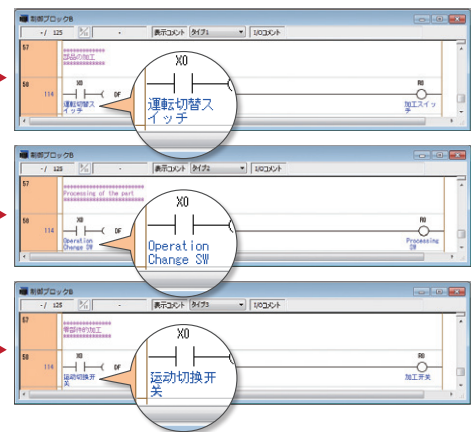 制御ブロックB
- / 125
-
表示コメント タイプ1
I/Oコメント
57
部品の加工
58
114
X0
DF
運転切替ス
イッチ
X0
運転切替ス
イッチ
R0
加工スイッ
チ
制御ブロックB
- / 125
-
表示コメント タイプ2
I/Oコメント
57
************************
Processing of the part
************************
58
114
X0
DF
Operation
Change SW
X0
Operation
Change SW
R0
Processing
SW
制御ブロックB
- / 125
-
表示コメント タイプ3
I/Oコメント
57
零部件的加工
58
114
X0
DF
运动切换开
关
X0
运动切换开
关
R0
加工开关